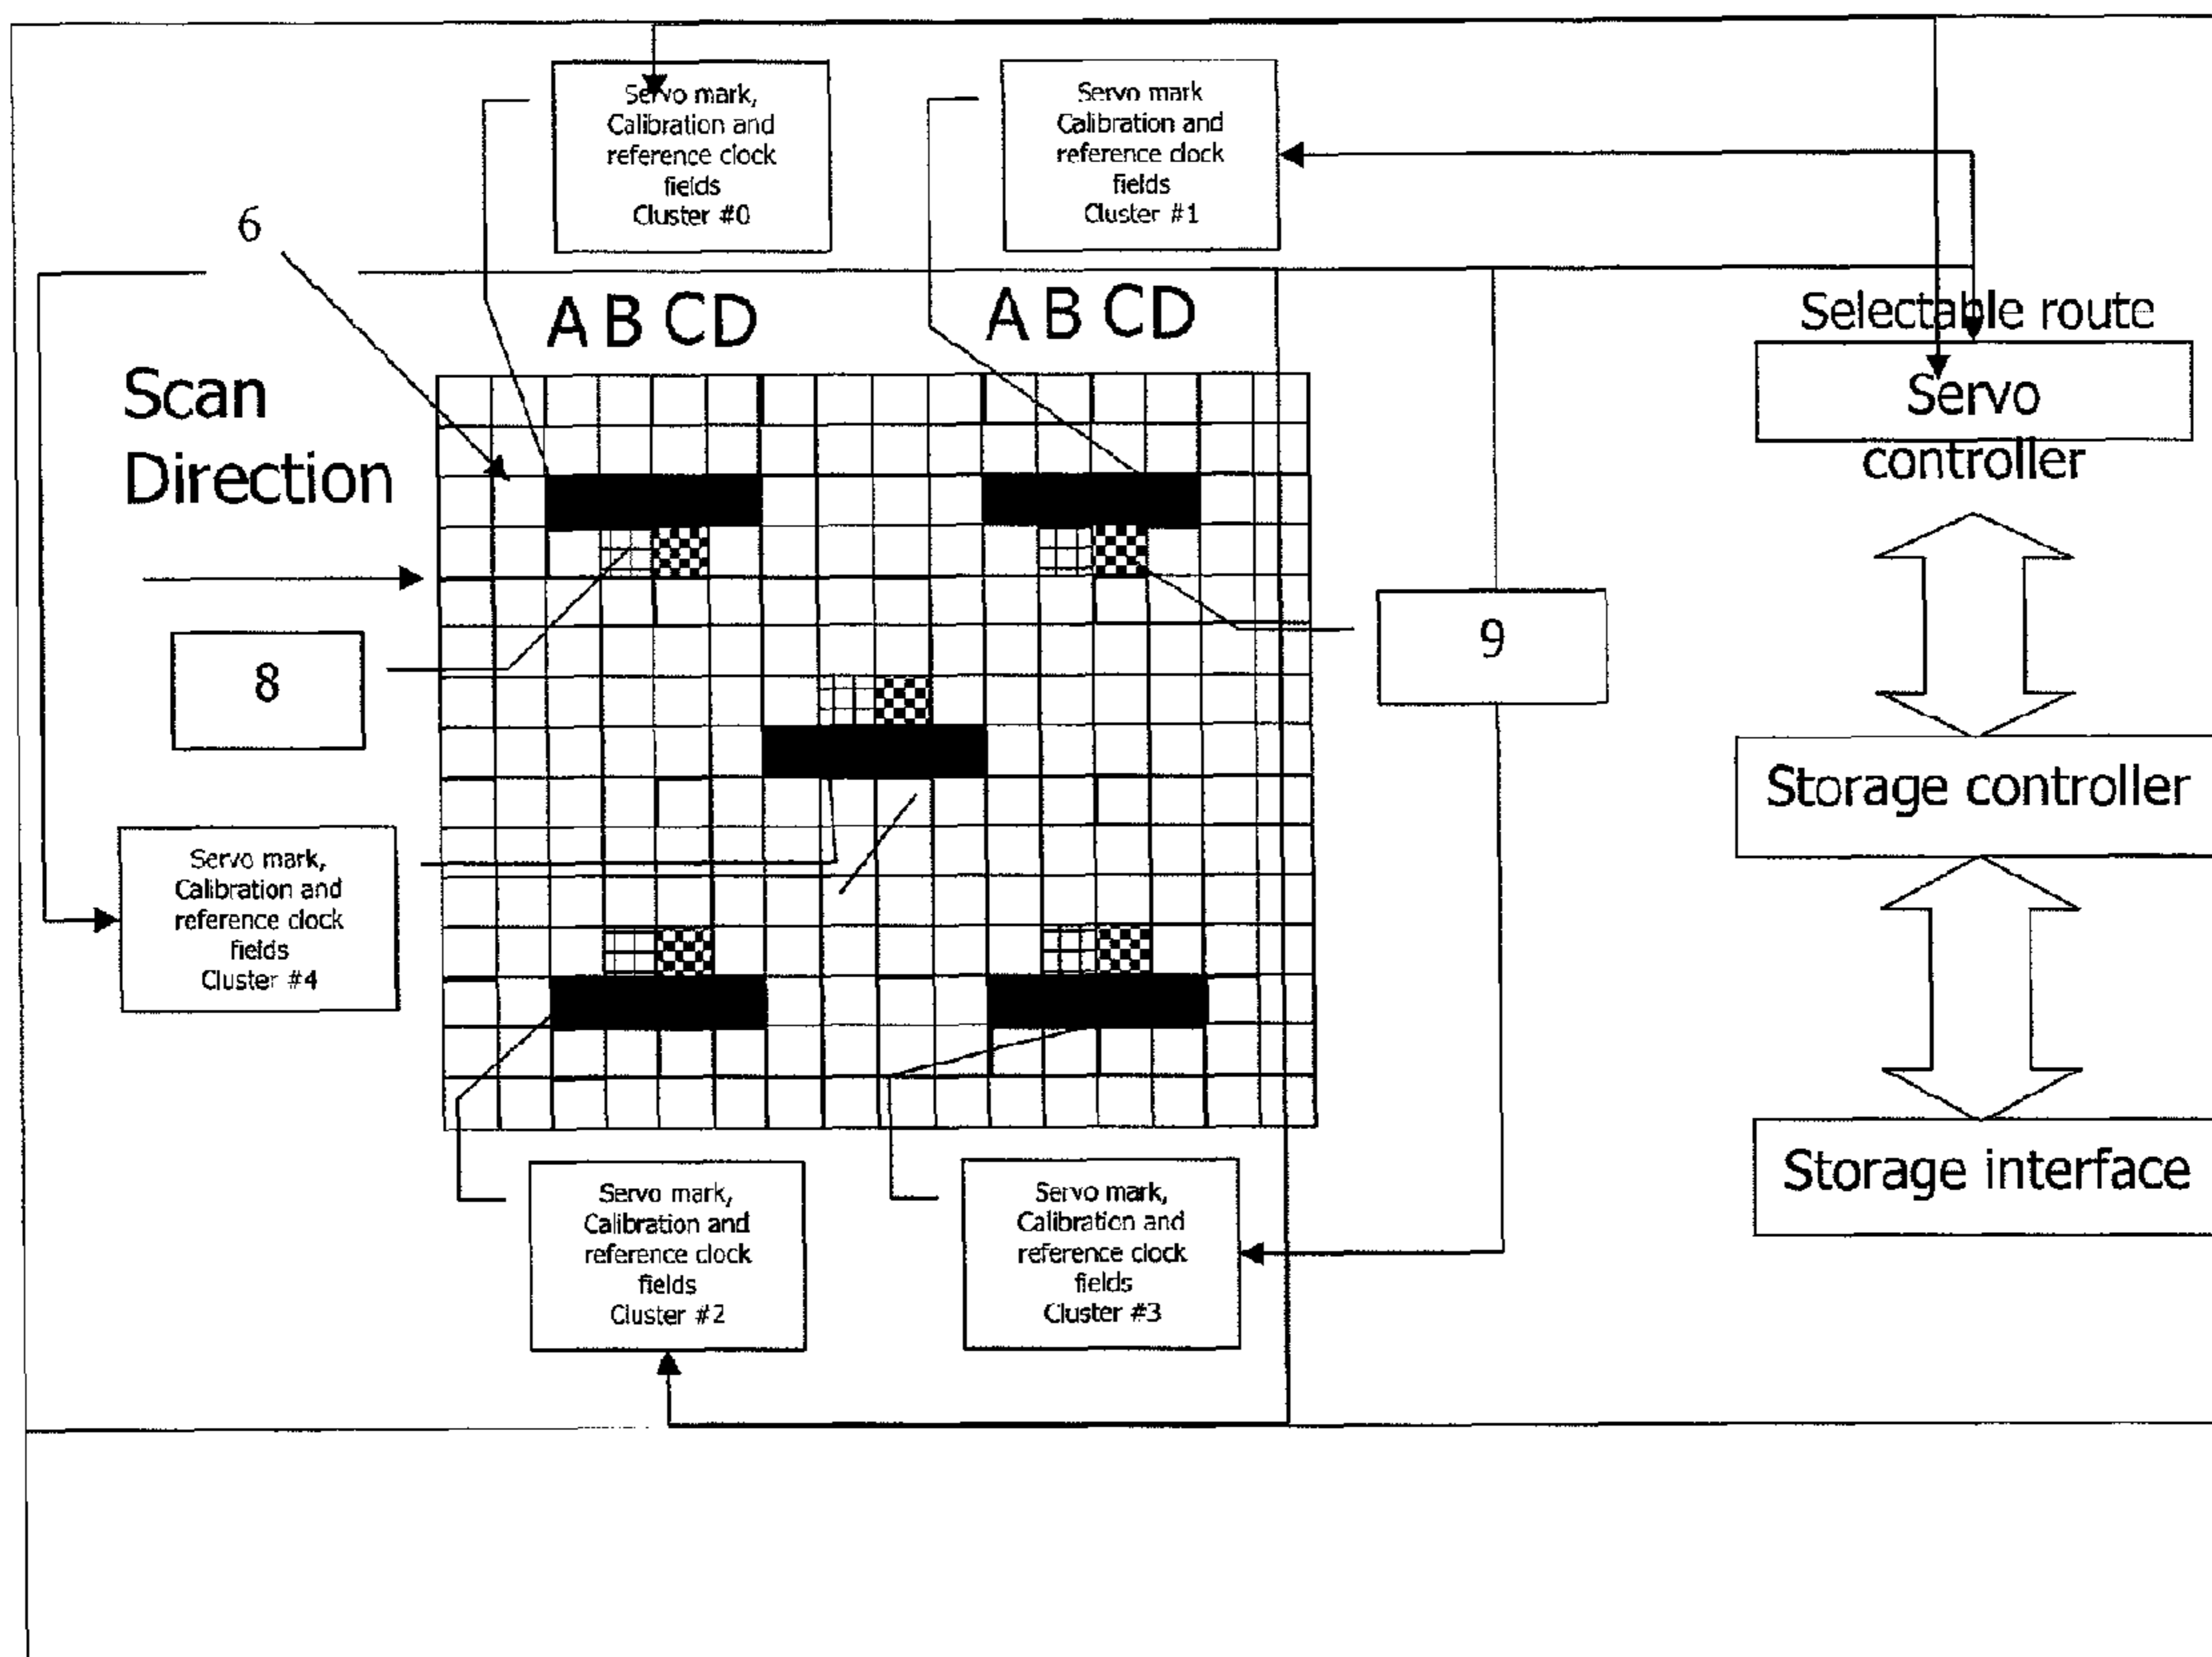 Servo mark,
Calibration and
reference clock
fields
Cluster #0
Servo mark
Calibration and
reference clock
fields
Cluster #1
6
A B C D
A B C D
Selectable route
Servo
controller
Scan
Direction
8
9
Storage controller
Servo mark,
Calibration and
reference clock
fields
Cluster #4
Storage interface
Servo mark,
Calibration and
reference clock
fields
Cluster #2
Servo mark,
Calibration and
reference clock
fields
Cluster #3